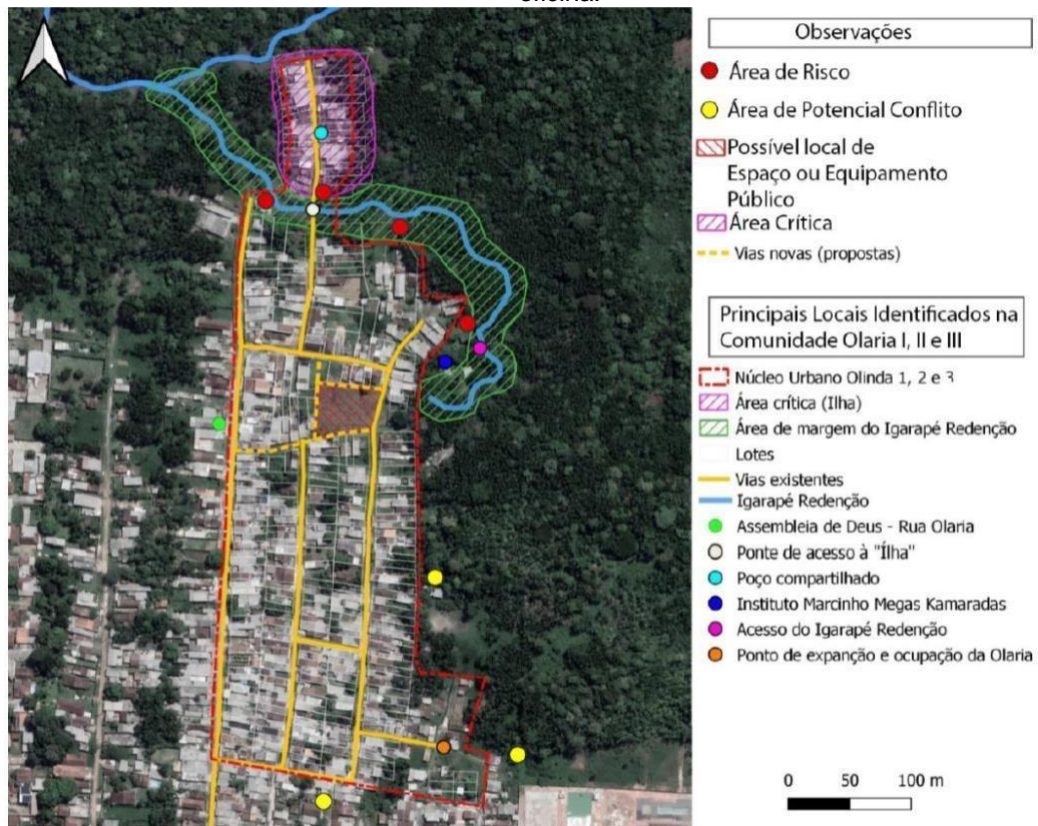 Observações
Área de Risco
Área de Potencial Conflito
Possível local de
Espaço ou Equipamento
Público
Área Crítica
Vias novas (propostas)
Principais Locais Identificados na
Comunidade Olaria I, II e III
Núcleo Urbano Olinda 1, 2 e 3
Área crítica (Ilha)
Área de margem do Igarapé Redenção
Lotes
Vias existentes
Igarapé Redenção
Assembleia de Deus - Rua Olaria
Ponte de acesso à "Ílha"
Poço compartilhado
Instituto Marcinho Megas Kamaradas
Acesso do Igarapé Redenção
Ponto de expanção e ocupação da Olaria
0 50 100 m